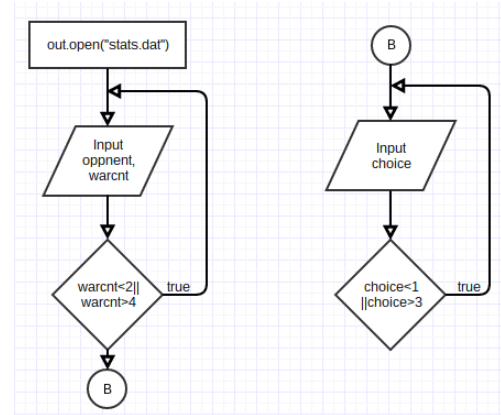 out.open("stats.dat")
Input
oppnent,
warcnt
warcnt<2||
warcnt>4
true
B
B
Input
choice
choice<1
||choice>3
true